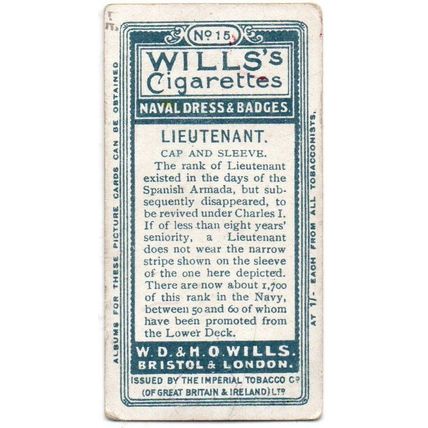 No 15
WILLS's
Cigarettes
NAVAL DRESS & BADGES.
LIEUTENANT.
CAP AND SLEEVE.
The rank of Lieutenant
existed in the days of the
Spanish Armada, but sub-
sequently disappeared, to
be revived under Charles I.
If of less than eight years'
seniority, a Lieutenant
does not wear the narrow
stripe shown on the sleeve
of the one here depicted.
There are now about 1,700
of this rank in the Navy,
between 50 and 60 of whom
have been promoted from
the Lower Deck.
W.D. & H.O. WILLS.
BRISTOL & LONDON.
ISSUED BY THE IMPERIAL TOBACCO Co
(OF GREAT BRITAIN & IRELAND) LTD
ALBUMS FOR THESE PICTURE CARDS CAN BE OBTAINED
AT 1/- EACH FROM ALL TOBACCONISTS.